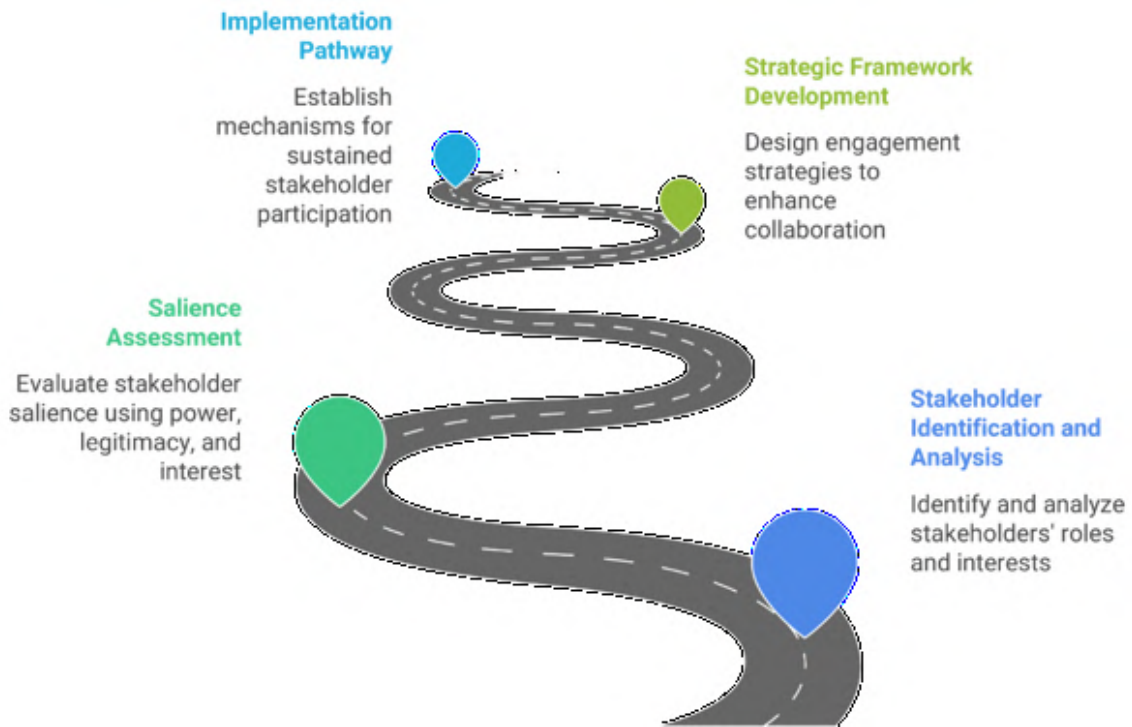 Implementation
Pathway
Establish
mechanisms for
sustained
stakeholder
participation
Strategic Framework
Development
Design engagement
strategies to
enhance
collaboration
Salience
Assessment
Evaluate stakeholder
salience using power,
legitimacy, and
interest
Stakeholder
Identification and
Analysis
Identify and analyze
stakeholders' roles
and interests